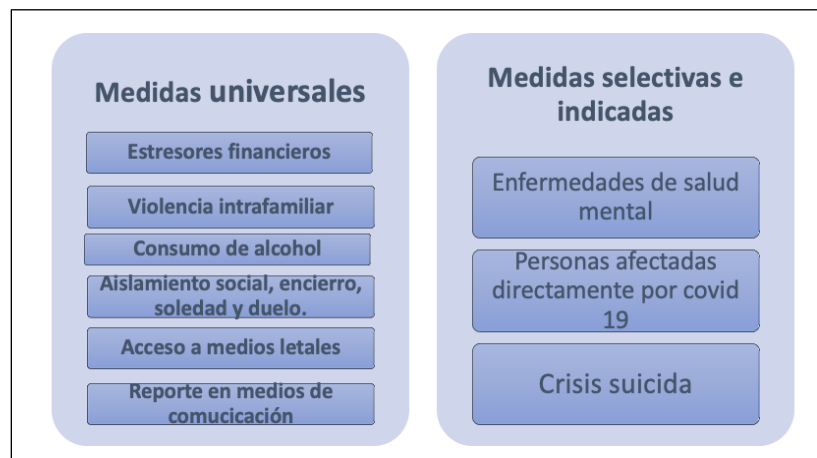 Medidas universales
Estresores financieros
Violencia intrafamiliar
Consumo de alcohol
Aislamiento social, encierro,
soledad y duelo.
Acceso a medios letales
Reporte en medios de
comucicación
Medidas selectivas e
indicadas
Enfermedades de salud
mental
Personas afectadas
directamente por covid
19
Crisis suicida